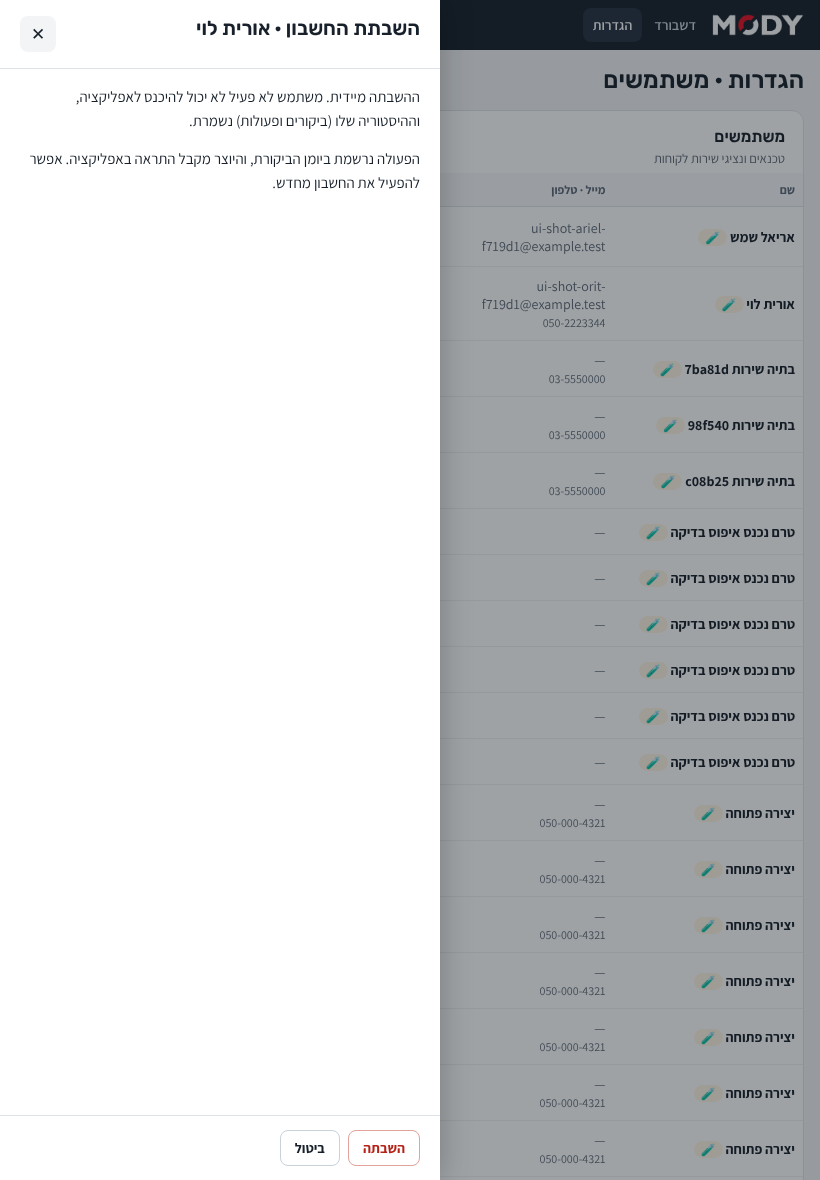 MODY
דשבורד
הגדרות
הגדרות • משתמשים
משתמשים
טכנאים ונציגי שירות לקוחות
שם
מייל · טלפון
אריאל שמש
ui-shot-ariel-
f719d1@example.test
אורית לוי
ui-shot-orit-
f719d1@example.test
050-2223344
בתיה שירות 7ba81d
—
03-5550000
בתיה שירות 98f540
—
03-5550000
בתיה שירות c08b25
—
03-5550000
טרם נכנס איפוס בדיקה
—
טרם נכנס איפוס בדיקה
—
טרם נכנס איפוס בדיקה
—
טרם נכנס איפוס בדיקה
—
טרם נכנס איפוס בדיקה
—
טרם נכנס איפוס בדיקה
—
יצירה פתוחה
—
050-000-4321
יצירה פתוחה
—
050-000-4321
יצירה פתוחה
—
050-000-4321
יצירה פתוחה
—
050-000-4321
יצירה פתוחה
—
050-000-4321
יצירה פתוחה
—
050-000-4321
יצירה פתוחה
—
050-000-4321
השבתת החשבון • אורית לוי
✕
ההשבתה מיידית. משתמש לא פעיל לא יכול להיכנס לאפליקציה,
וההיסטוריה שלו (ביקורים ופעולות) נשמרת.
הפעולה נרשמת ביומן הביקורת, והיוצר מקבל התראה באפליקציה. אפשר
להפעיל את החשבון מחדש.
השבתה
ביטול